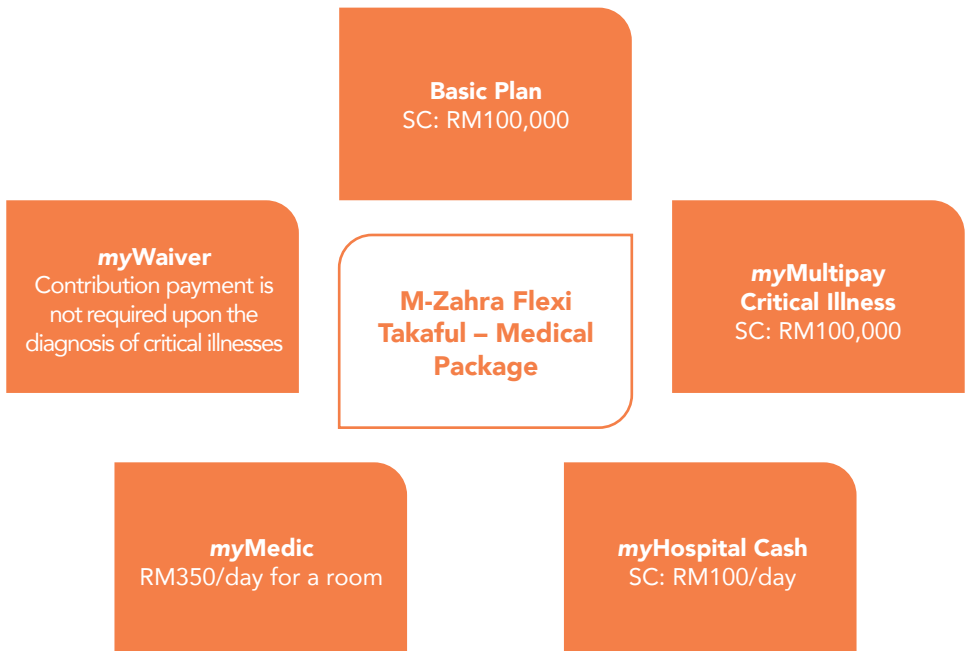 Basic Plan
SC: RM100,000
myWaiver
Contribution payment is
not required upon the
diagnosis of critical illnesses
M-Zahra Flexi
Takaful – Medical
Package
myMultipay
Critical Illness
SC: RM100,000
myMedic
RM350/day for a room
myHospital Cash
SC: RM100/day